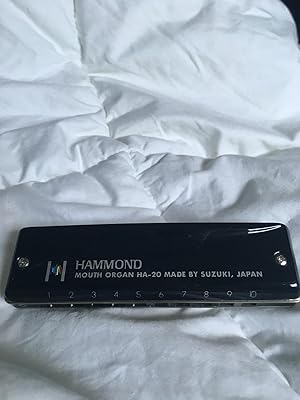 H HAMMOND
MOUTH ORGAN HA-20 MADE BY SUZUKI, JAPAN
1 2 3 4 5 6 7 8 9 10